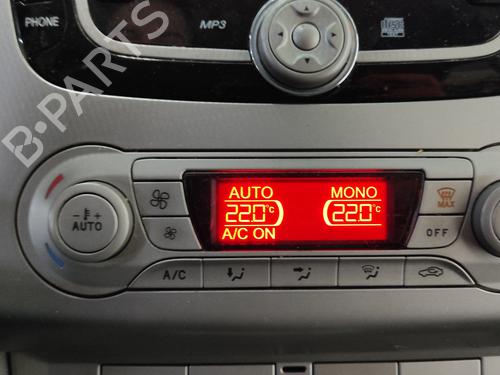 PHONE
MP3
B-PARTS
AUTO MONO
22.0°c 22.0°c
A/C ON
- +
AUTO
MAX
OFF
A/C